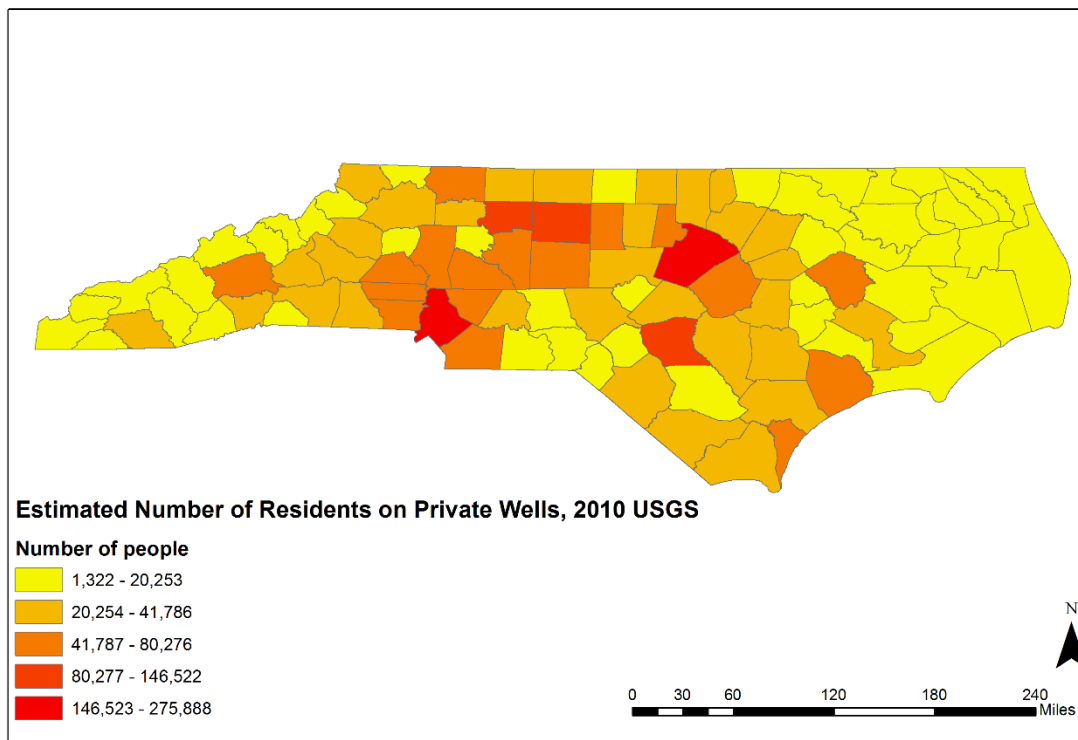 Estimated Number of Residents on Private Wells, 2010 USGS
Number of people
1,322 - 20,253
20,254 - 41,786
41,787 - 80,276
80,277 - 146,522
146,523 - 275,888
N
0 30 60 120 180 240
Miles